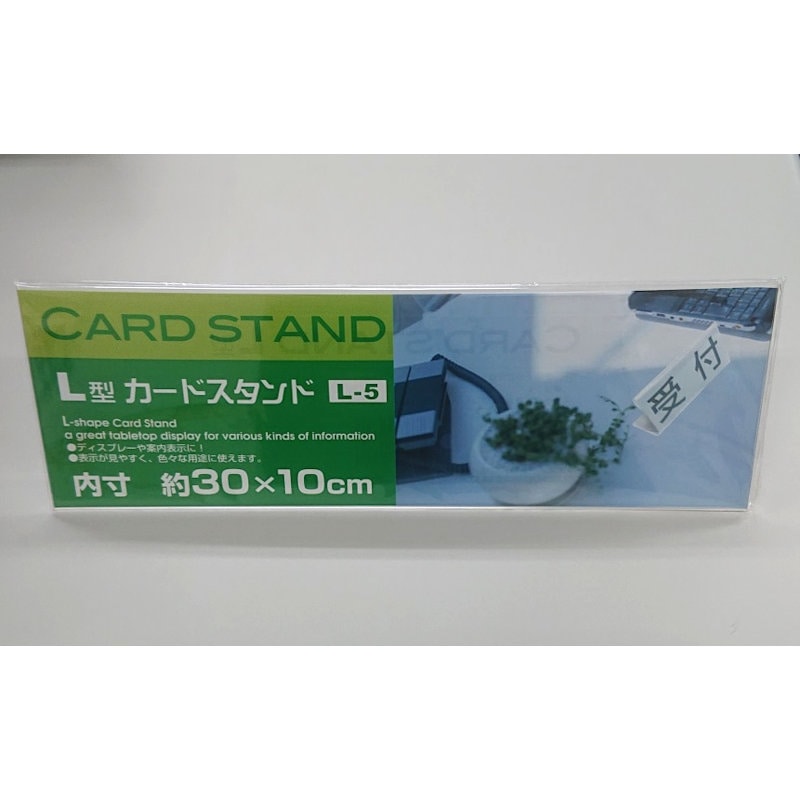 CARD STAND
L型 カードスタンド L-5
L-shape Card Stand
a great tabletop display for various kinds of information
●ディスプレーや案内表示に！
●表示が見やすく、色々な用途に使えます。
内寸 約30×10cm
受付